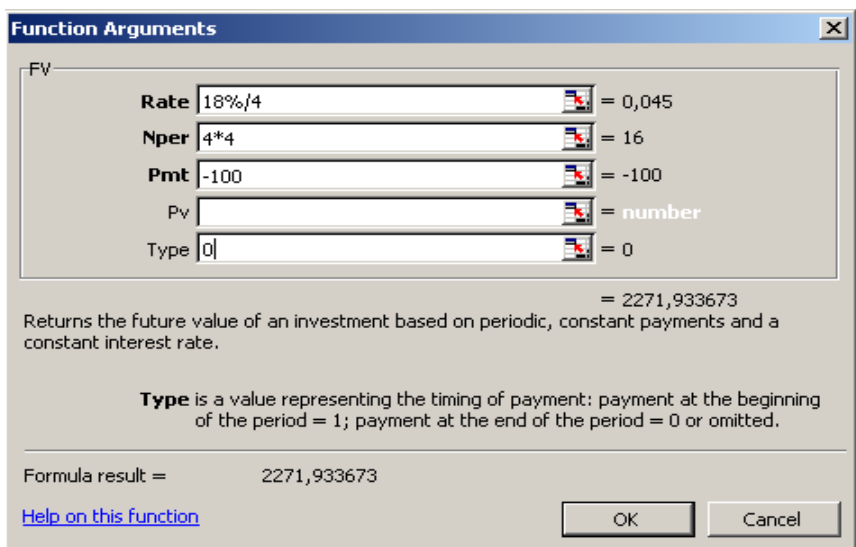 Function Arguments
FV
Rate 18%/4 = 0,045
Nper 4*4 = 16
Pmt -100 = -100
Pv = number
Type 0 = 0
= 2271,933673
Returns the future value of an investment based on periodic, constant payments and a
constant interest rate.
Type is a value representing the timing of payment: payment at the beginning
of the period = 1; payment at the end of the period = 0 or omitted.
Formula result = 2271,933673
Help on this function OK Cancel